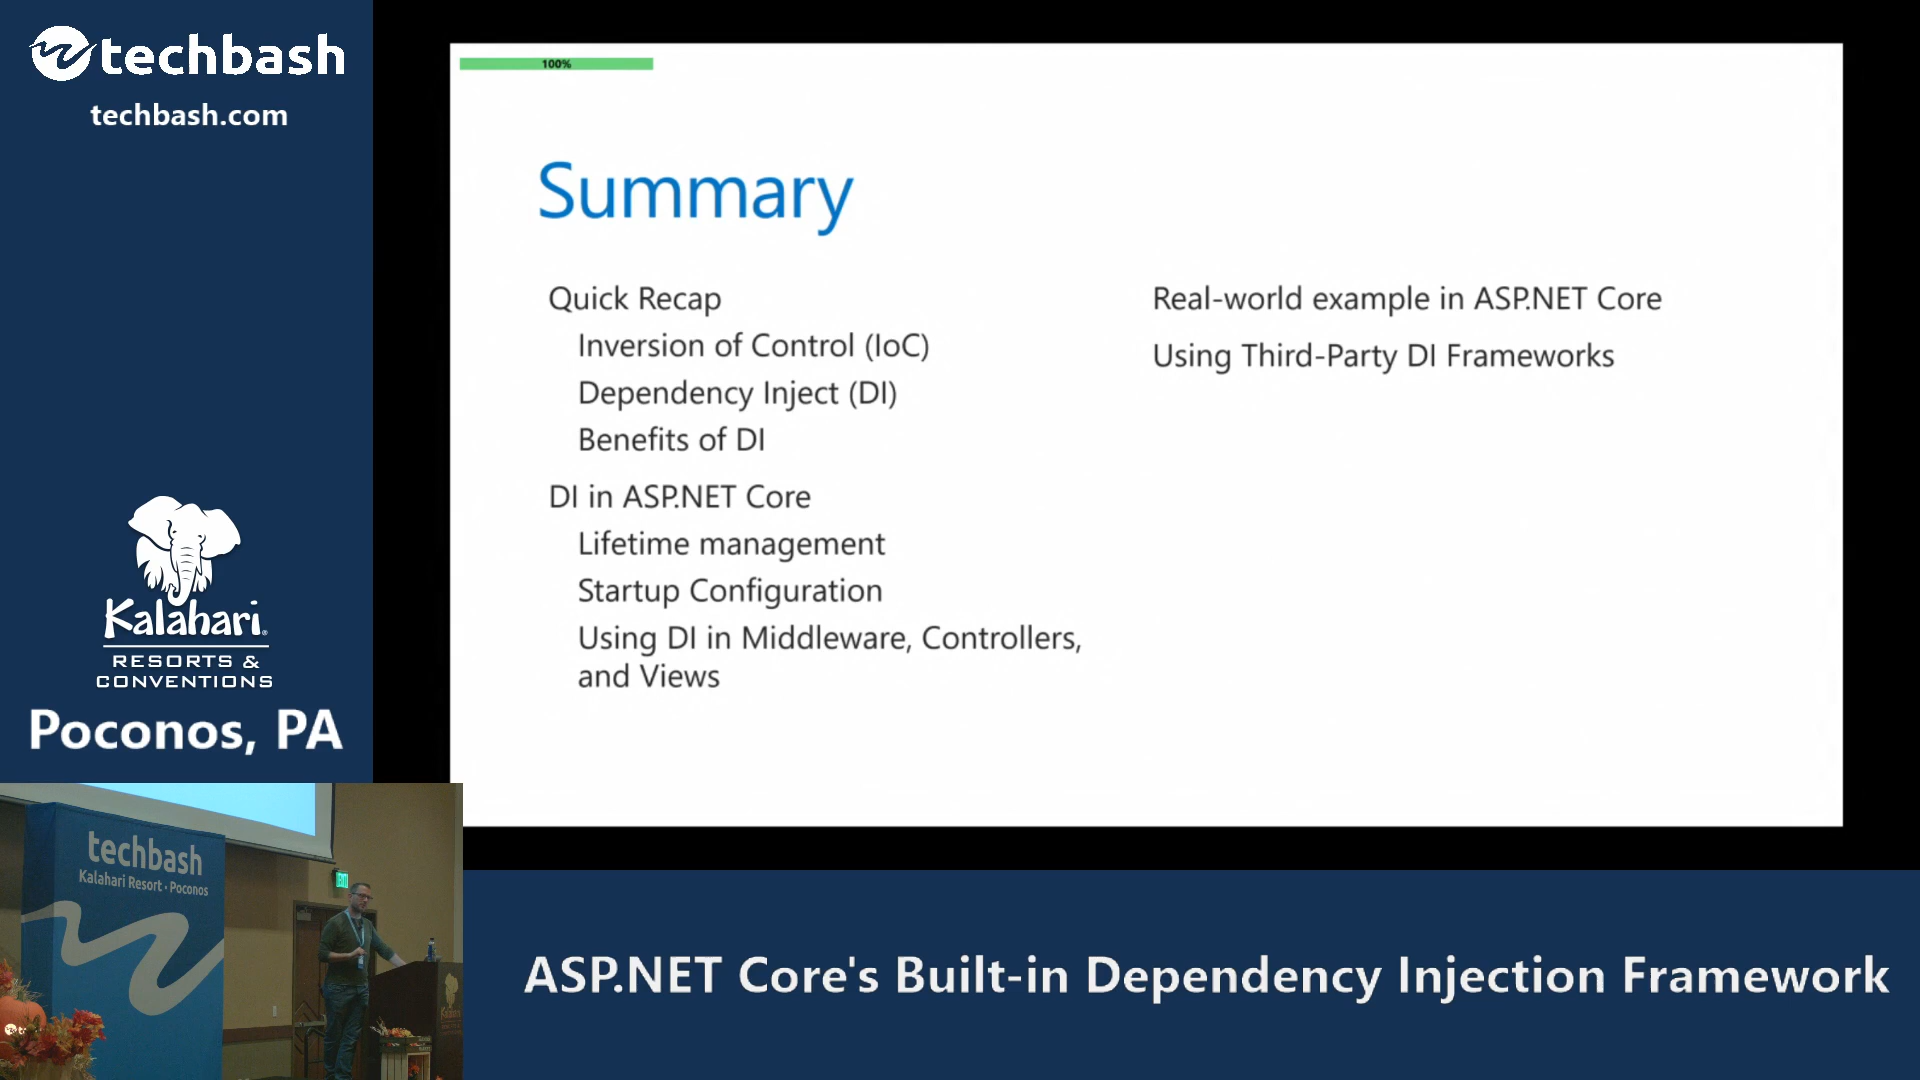 techbash
techbash.com
Kalahari.
RESORTS &
CONVENTIONS
Poconos, PA
100%
Summary
Quick Recap
Inversion of Control (IoC)
Dependency Inject (DI)
Benefits of DI
DI in ASP.NET Core
Lifetime management
Startup Configuration
Using DI in Middleware, Controllers,
and Views
Real-world example in ASP.NET Core
Using Third-Party DI Frameworks
techbash
Kalahari Resort • Poconos
EXIT
ASP.NET Core's Built-in Dependency Injection Framework